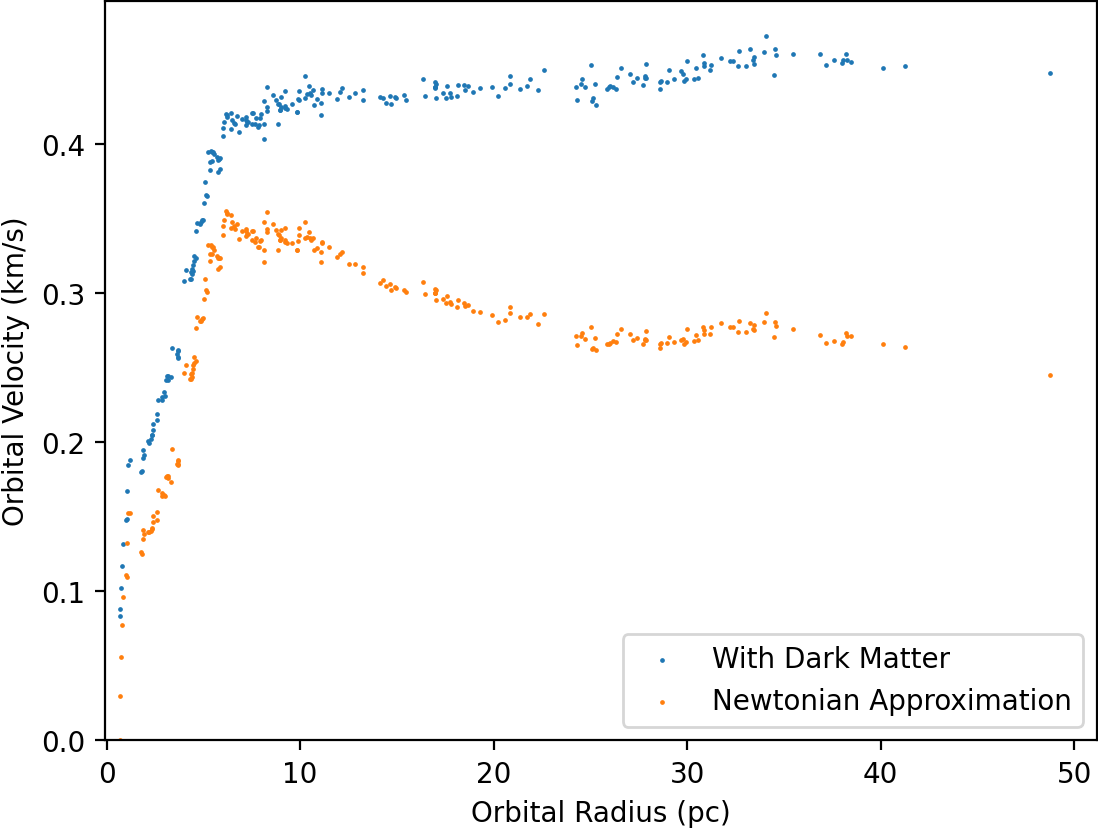 Orbital Velocity (km/s)
0.4
0.3
0.2
0.1
0.0
With Dark Matter
Newtonian Approximation
0
10
20
30
40
50
Orbital Radius (pc)